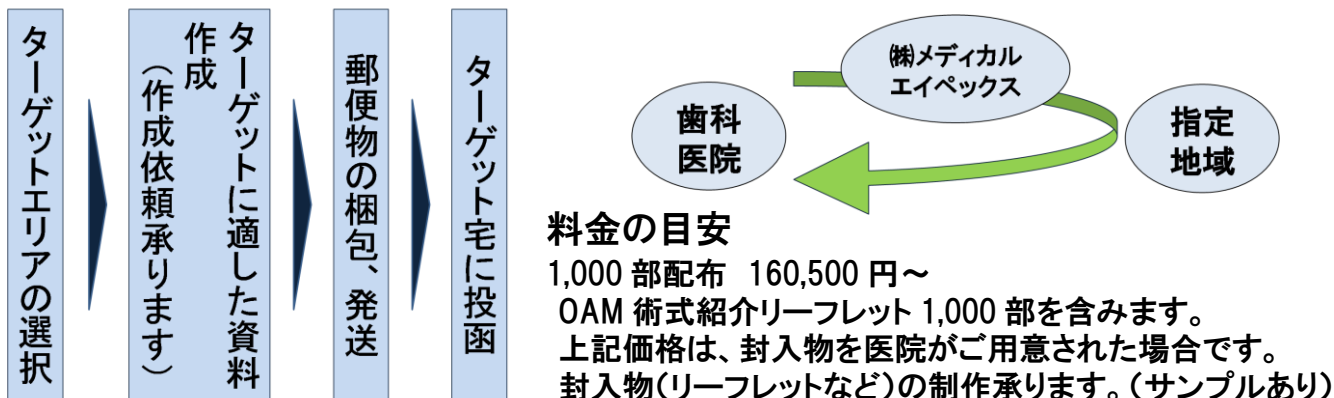 ターゲットエリアの選択
ターゲットに適した資料
作成
（作成依頼承ります）
郵便物の梱包、発送
ターゲット宅に投函
歯科
医院
㈱メディカル
エイペックス
指定
地域
料金の目安
1,000 部配布 160,500 円～
OAM 術式紹介リーフレット 1,000 部を含みます。
上記価格は、封入物を医院がご用意された場合です。
封入物(リーフレットなど)の制作承ります。(サンプルあり)